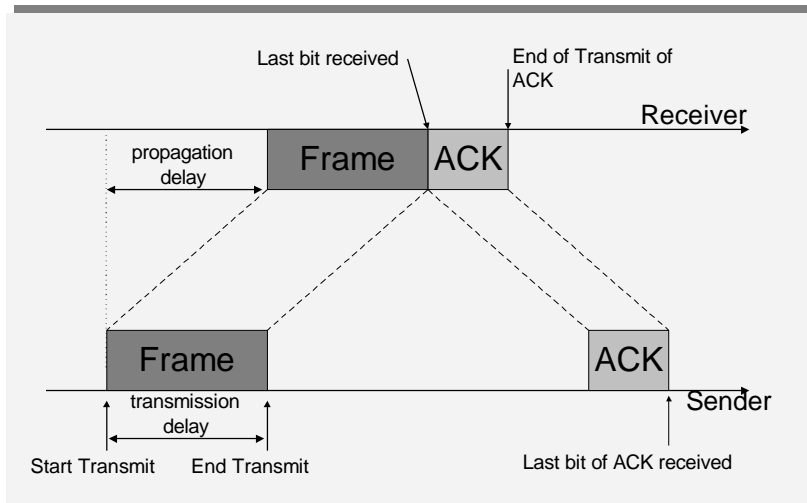 Last bit received
End of Transmit of
ACK
Receiver
propagation
delay
Frame
ACK
Frame
ACK
Sender
transmission
delay
Start Transmit
End Transmit
Last bit of ACK received